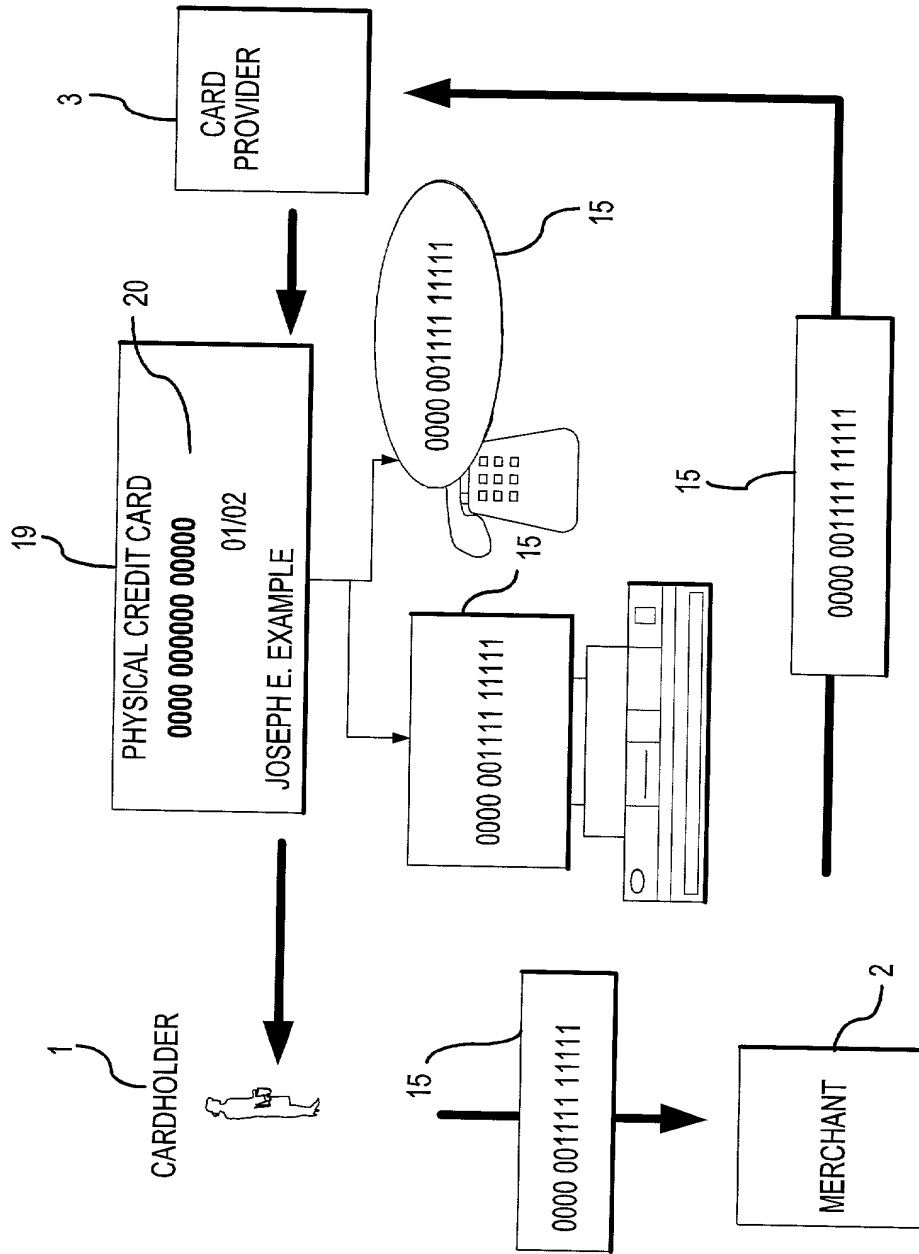 1
CARDHOLDER
19
PHYSICAL CREDIT CARD
0000 000000 00000
20
01/02
JOSEPH E. EXAMPLE
3
CARD
PROVIDER
15
0000 001111 11111
15
0000 001111 11111
15
0000 001111 11111
2
MERCHANT
15
0000 001111 11111